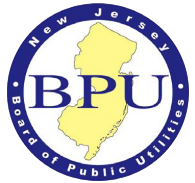 New Jersey
BPU
Board of Public Utilities